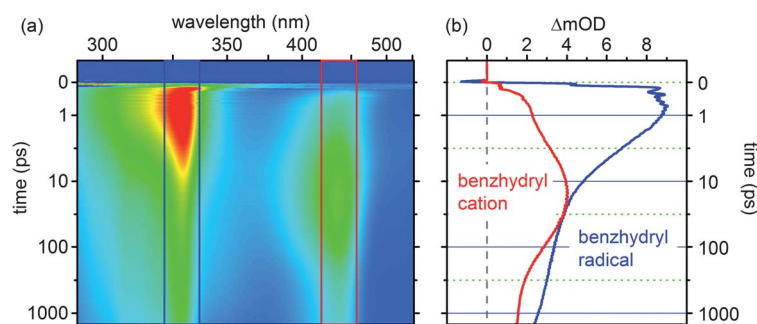 wavelength (nm)
(a)
300
350
400
500
time (ps)
0
1
10
100
1000
(b)
ΔmOD
0
2
4
6
8
0
1
10
100
1000
time (ps)
benzhydryl
cation
benzhydryl
radical